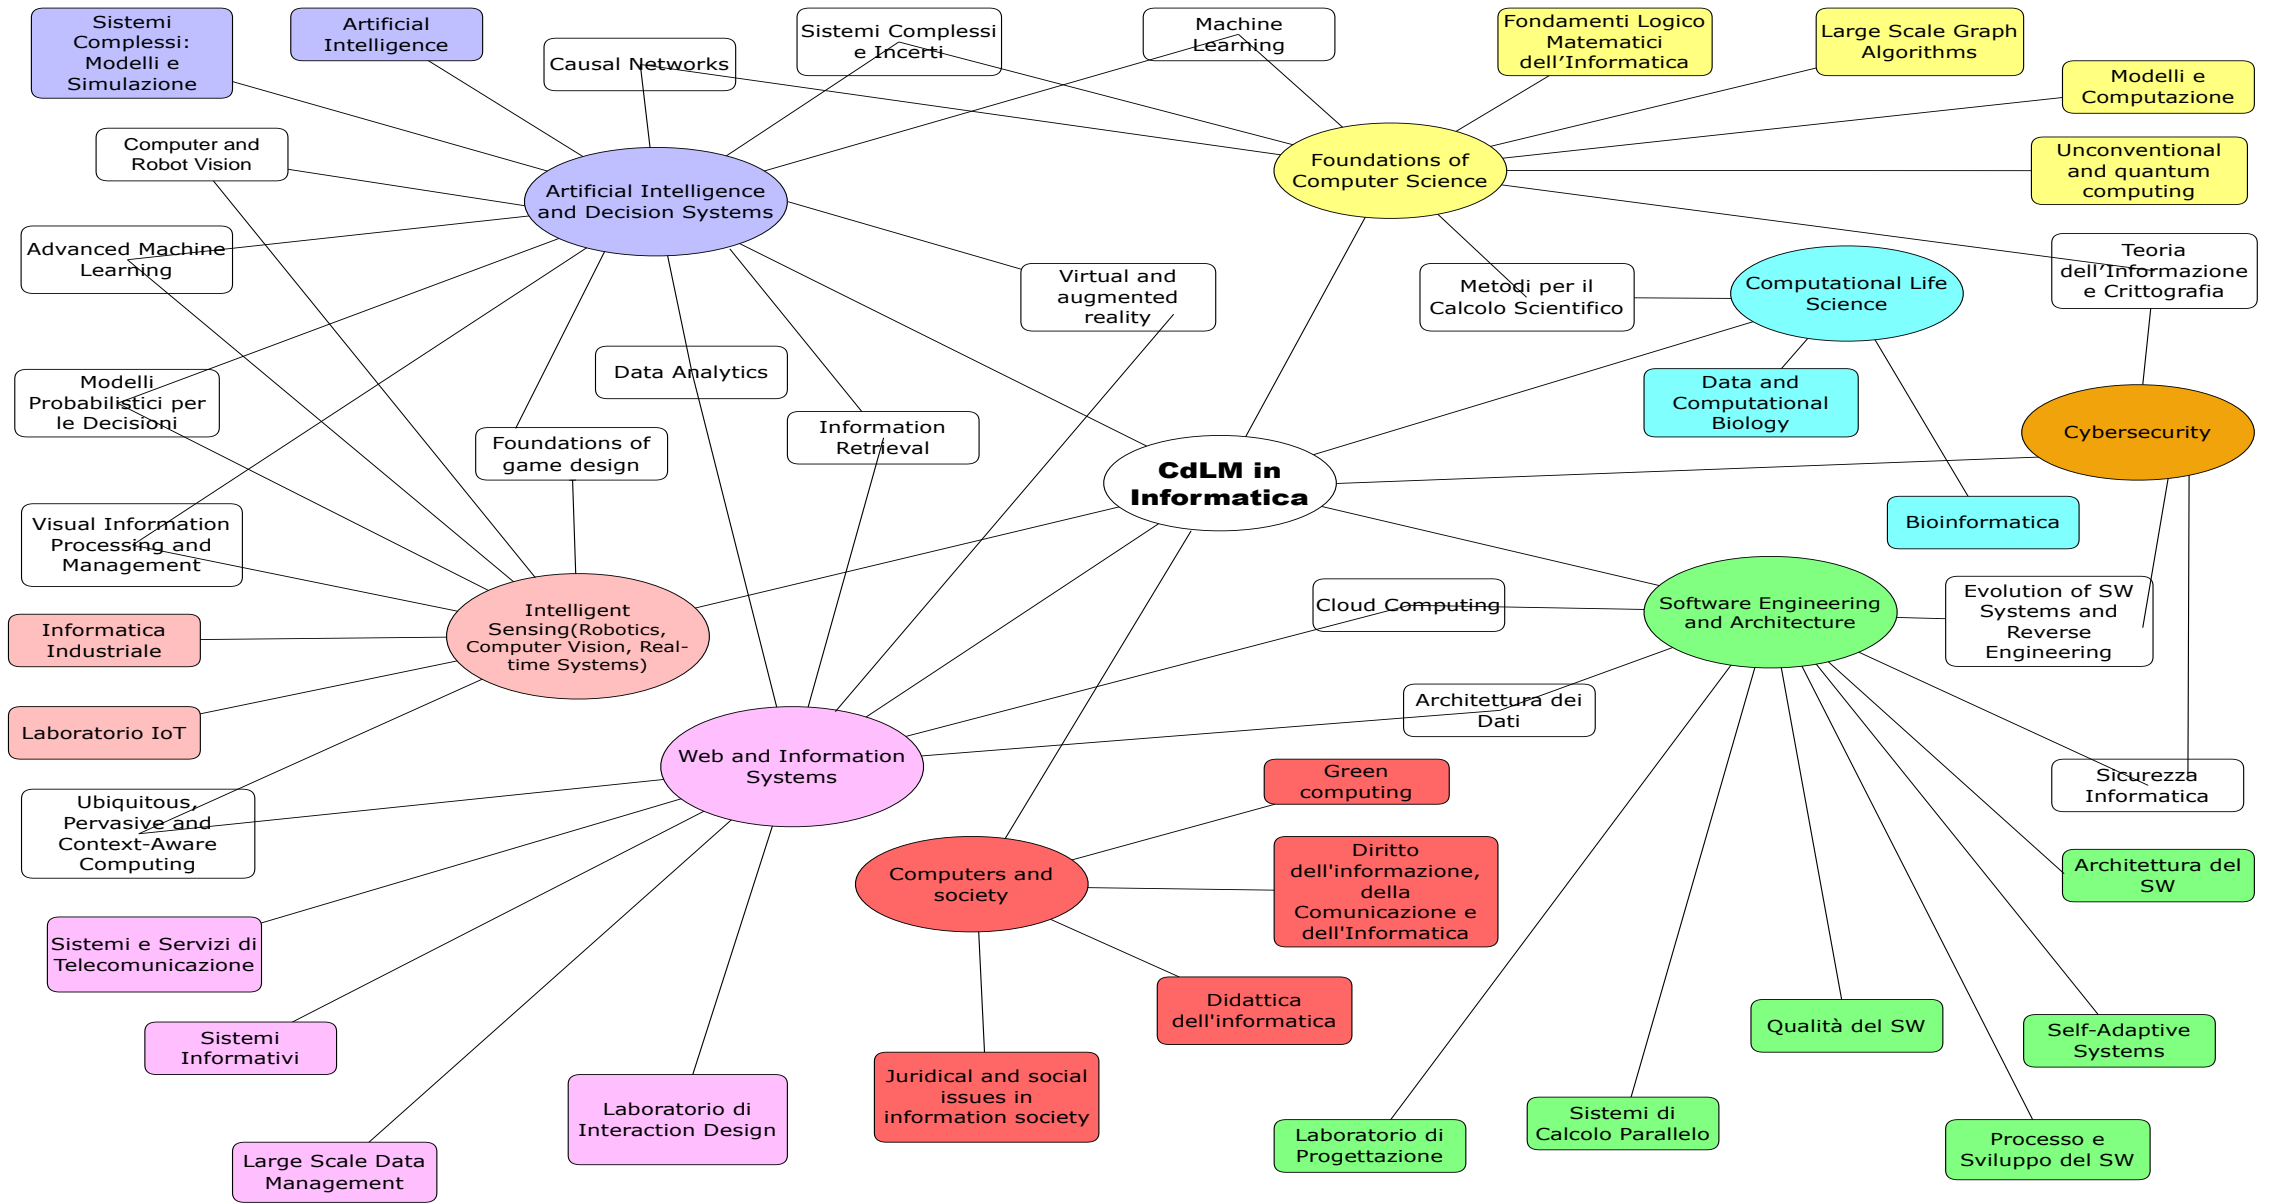 Sistemi
Complessi:
Modelli e
Simulazione
Artificial
Intelligence
Causal Networks
Sistemi Complessi
e Incerti
Machine
Learning
Fondamenti Logico
Matematici
dell’Informatica
Large Scale Graph
Algorithms
Modelli e
Computazione
Computer and
Robot Vision
Artificial Intelligence
and Decision Systems
Foundations of
Computer Science
Unconventional
and quantum
computing
Advanced Machine
Learning
Virtual and
augmented
reality
Metodi per il
Calcolo Scientifico
Computational Life
Science
Teoria
dell’Informazione
e Crittografia
Modelli
Probabilistici per
le Decisioni
Data Analytics
Foundations of
game design
Information
Retrieval
CdLM in
Informatica
Data and
Computational
Biology
Cybersecurity
Visual Information
Processing and
Management
Bioinformatica
Informatica
Industriale
Intelligent
Sensing(Robotics,
Computer Vision, Real-
time Systems)
Cloud Computing
Software Engineering
and Architecture
Evolution of SW
Systems and
Reverse
Engineering
Laboratorio IoT
Web and Information
Systems
Architettura dei
Dati
Sicurezza
Informatica
Ubiquitous,
Pervasive and
Context-Aware
Computing
Green
computing
Computers and
society
Diritto
dell'informazione,
della
Comunicazione e
dell'Informatica
Architettura del
SW
Sistemi e Servizi di
Telecomunicazione
Didattica
dell'informatica
Qualità del SW
Self-Adaptive
Systems
Sistemi
Informativi
Juridical and social
issues in
information society
Laboratorio di
Interaction Design
Large Scale Data
Management
Laboratorio di
Progettazione
Sistemi di
Calcolo Parallelo
Processo e
Sviluppo del SW